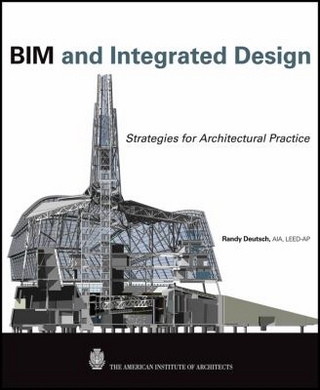 BIM and Integrated Design
Strategies for Architectural Practice
Randy Deutsch, AIA, LEED-AP
THE AMERICAN INSTITUTE OF ARCHITECTS